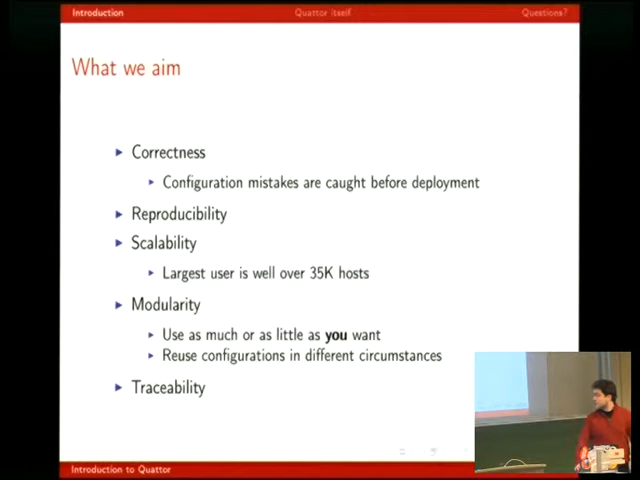 Introduction
Quattor itself
Questions?
What we aim
Correctness
Configuration mistakes are caught before deployment
Reproducibility
Scalability
Largest user is well over 35K hosts
Modularity
Use as much or as little as you want
Reuse configurations in different circumstances
Traceability
Introduction to Quattor